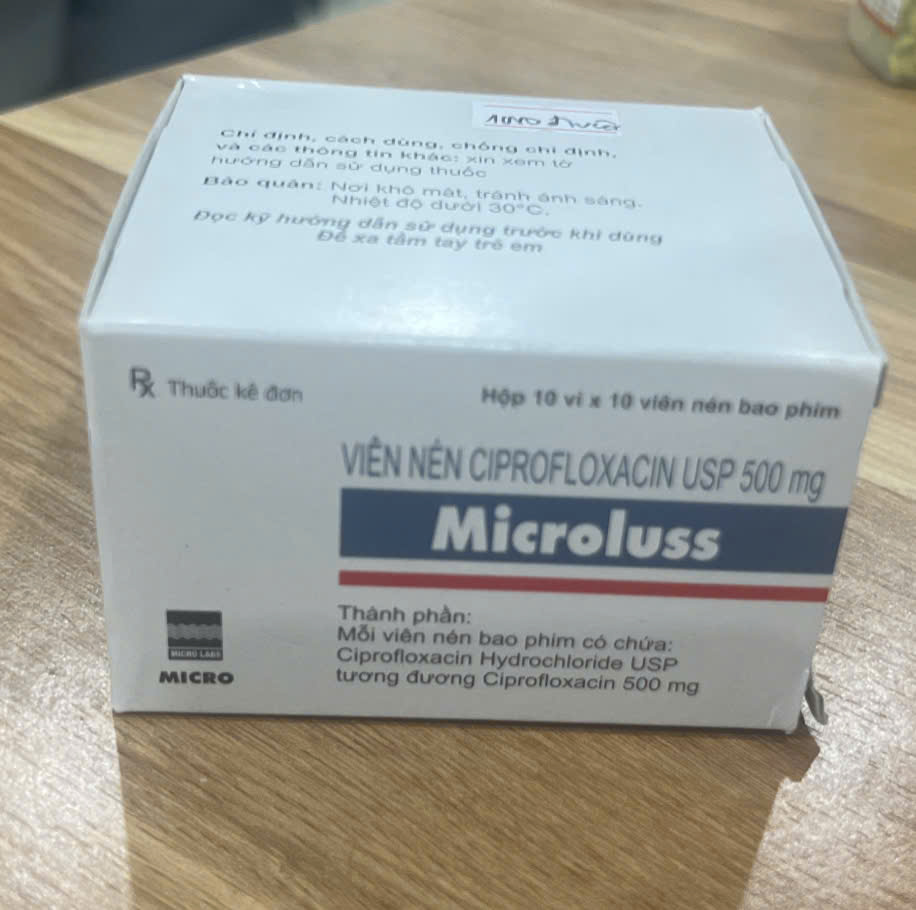 Chỉ định, cách dùng, chống chỉ định,
và các thông tin khác: xin xem tờ
hướng dẫn sử dụng thuốc
Bảo quản: Nơi khô mát, tránh ánh sáng.
Nhiệt độ dưới 30°C.
Đọc kỹ hướng dẫn sử dụng trước khi dùng
Để xa tầm tay trẻ em
Rx Thuốc kê đơn
Hộp 10 vỉ x 10 viên nén bao phim
VIÊN NÉN CIPROFLOXACIN USP 500 mg
Microluss
Thành phần:
Mỗi viên nén bao phim có chứa:
Ciprofloxacin Hydrochloride USP
tương đương Ciprofloxacin 500 mg
MICRO LABS
MICRO